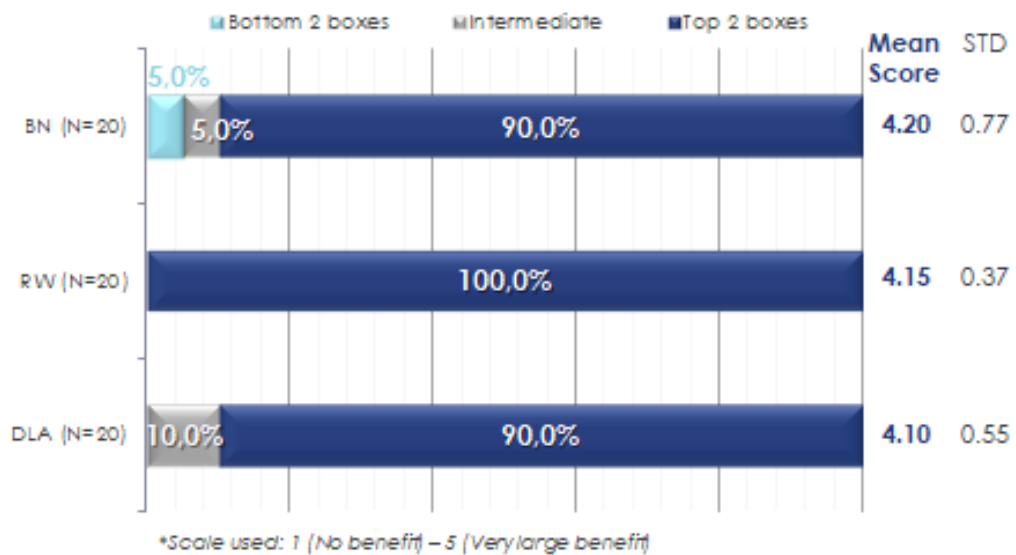 Bottom 2 boxes Intermediate Top 2 boxes
Mean Score STD
5,0%
BN (N=20) 5,0% 90,0% 4.20 0.77
RW (N=20) 100,0% 4.15 0.37
DLA (N=20) 10,0% 90,0% 4.10 0.55
*Scale used: 1 (No benefit) – 5 (Very large benefit)